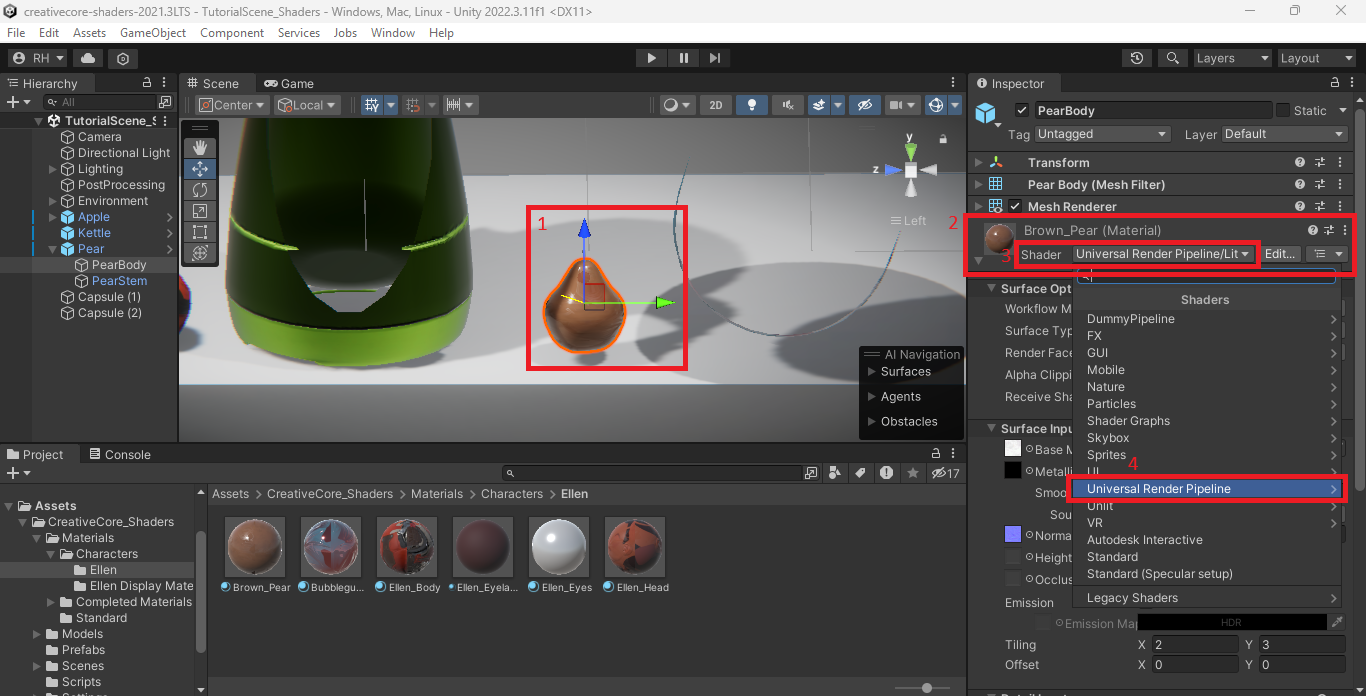 creativecore-shaders-2021.3LTS - TutorialScene_Shaders - Windows, Mac, Linux - Unity 2022.3.11f1 <DX11>
File Edit Assets GameObject Component Services Jobs Window Help
RH Layers Layout
Hierarchy
All
TutorialScene_S
Camera
Directional Light
Lighting
PostProcessing
Environment
Apple
Kettle
Pear
PearBody
PearStem
Capsule (1)
Capsule (2)
Scene Game
Center Local 2D
y
z
Left
1
AI Navigation
Surfaces
Agents
Obstacles
Inspector
PearBody Static
Tag Untagged Layer Default
Transform
Pear Body (Mesh Filter)
Mesh Renderer
2
Brown_Pear (Material)
3 Shader Universal Render Pipeline/Lit Edit...
Surface Opt
Workflow M
Surface Typ
Render Face
Alpha Clippi
Receive Sha
Surface Inpu
Base M
Metalli
Smoo
Sou
Norma
Height
Occlus
Emission
Emission Map HDR
Tiling X 2 Y 3
Offset X 0 Y 0
Shaders
DummyPipeline
FX
GUI
Mobile
Nature
Particles
Shader Graphs
Skybox
Sprites
4
UI
Universal Render Pipeline
Unlit
VR
Autodesk Interactive
Standard
Standard (Specular setup)
Legacy Shaders
Project Console
17
Assets
CreativeCore_Shaders
Materials
Characters
Ellen
Ellen Display Mate
Completed Materials
Standard
Models
Prefabs
Scenes
Scripts
Assets > CreativeCore_Shaders > Materials > Characters > Ellen
Brown_Pear Bubblegu... Ellen_Body Ellen_Eyela... Ellen_Eyes Ellen_Head